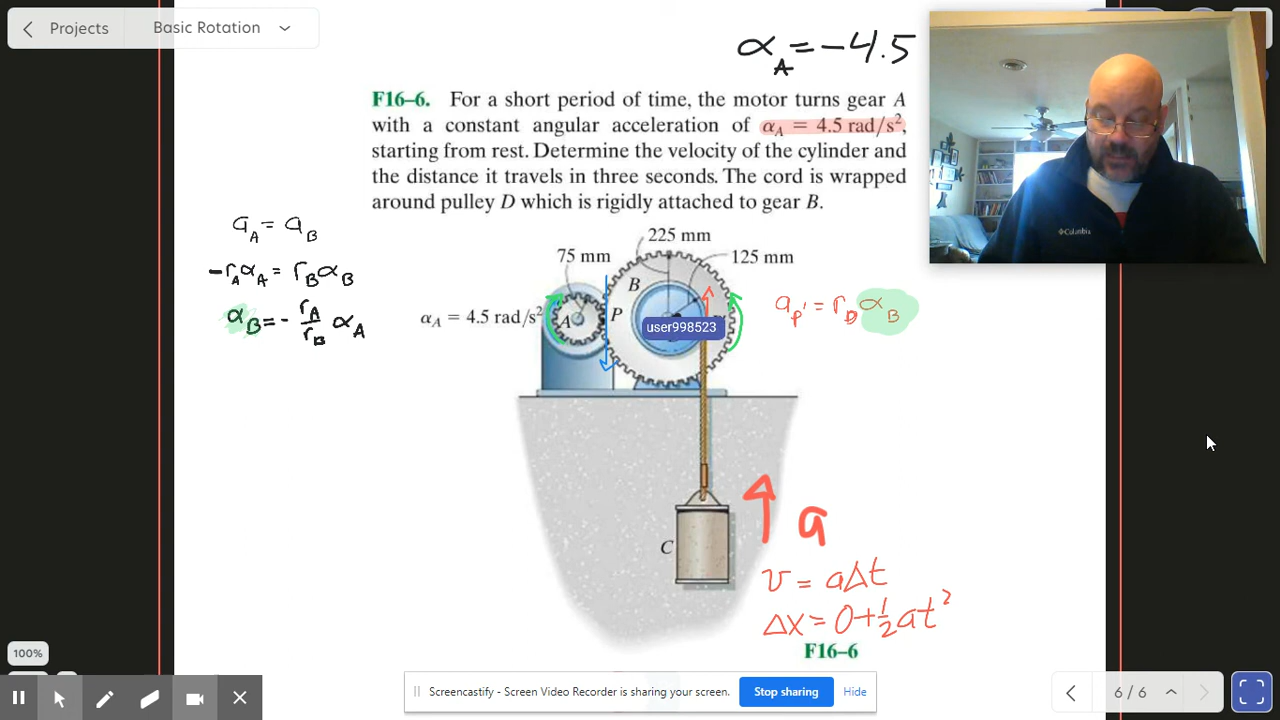 Projects
Basic Rotation
α_A = -4.5
F16–6. For a short period of time, the motor turns gear A
with a constant angular acceleration of α_A = 4.5 rad/s²,
starting from rest. Determine the velocity of the cylinder and
the distance it travels in three seconds. The cord is wrapped
around pulley D which is rigidly attached to gear B.
a_A = a_B
-r_A α_A = r_B α_B
α_B = - r_A/r_B α_A
225 mm
75 mm
125 mm
B
A
P
α_A = 4.5 rad/s²
user998523
a_p' = r_D α_B
Columbia
C
a
v = aΔt
Δx = 0+½at²
F16–6
100%
Screencastify - Screen Video Recorder is sharing your screen.
Stop sharing
Hide
6 / 6